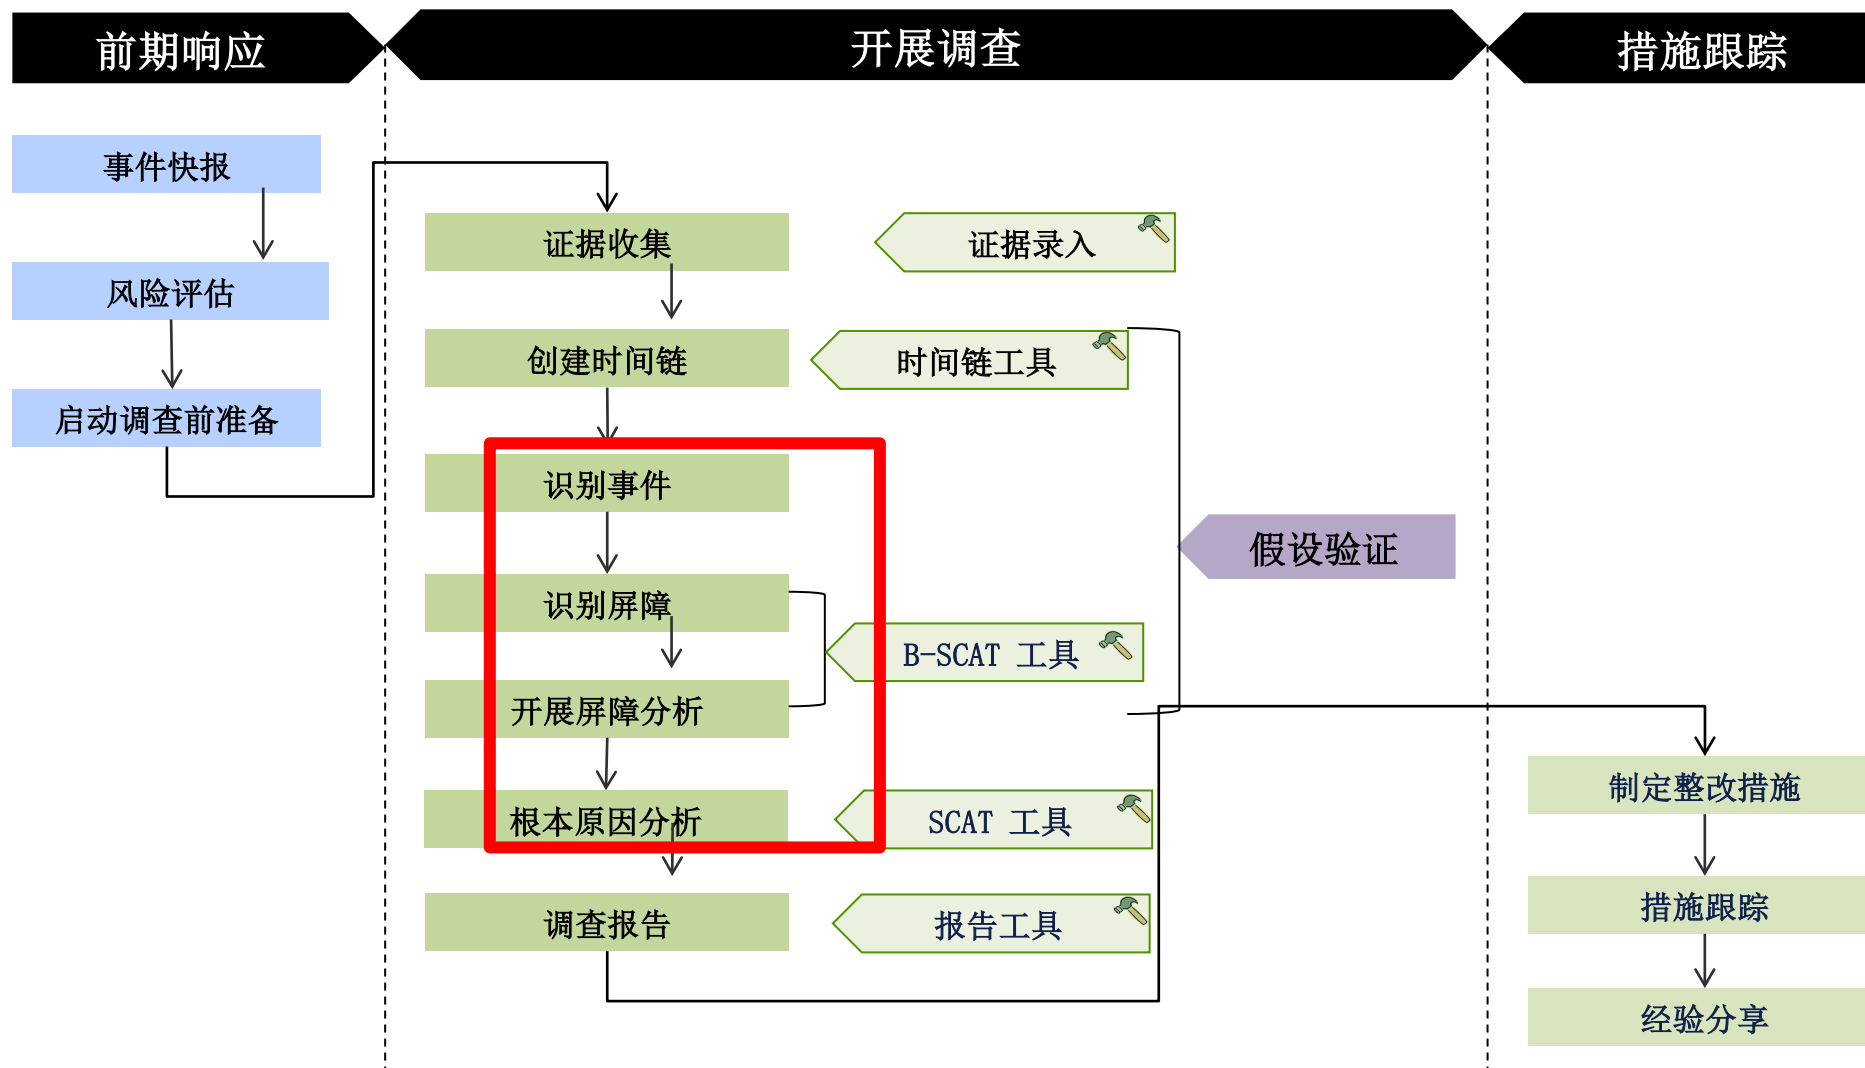 前期响应
开展调查
措施跟踪
事件快报
风险评估
启动调查前准备
证据收集
证据录入
创建时间链
时间链工具
识别事件
识别屏障
开展屏障分析
B-SCAT 工具
假设验证
根本原因分析
SCAT 工具
调查报告
报告工具
制定整改措施
措施跟踪
经验分享